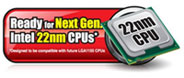 Ready for Next Gen.
Intel 22nm CPUs*
*Designed to be compatible with future LGA1155 CPUs
22nm
CPU